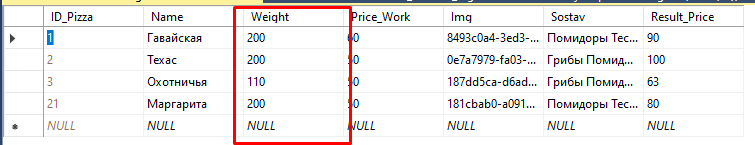 ID_Pizza Name Weight Price_Work Img Sostav Result_Price
1 Гавайская 200 60 8493c0a4-3ed3-... Помидоры Тес... 90
2 Техас 200 50 0e7a7979-fa03-... Грибы Помид... 100
3 Охотничья 110 50 187dd5ca-d6ad... Грибы Помид... 63
21 Маргарита 200 50 181cbab0-a091... Помидоры Тес... 80
NULL NULL NULL NULL NULL NULL NULL